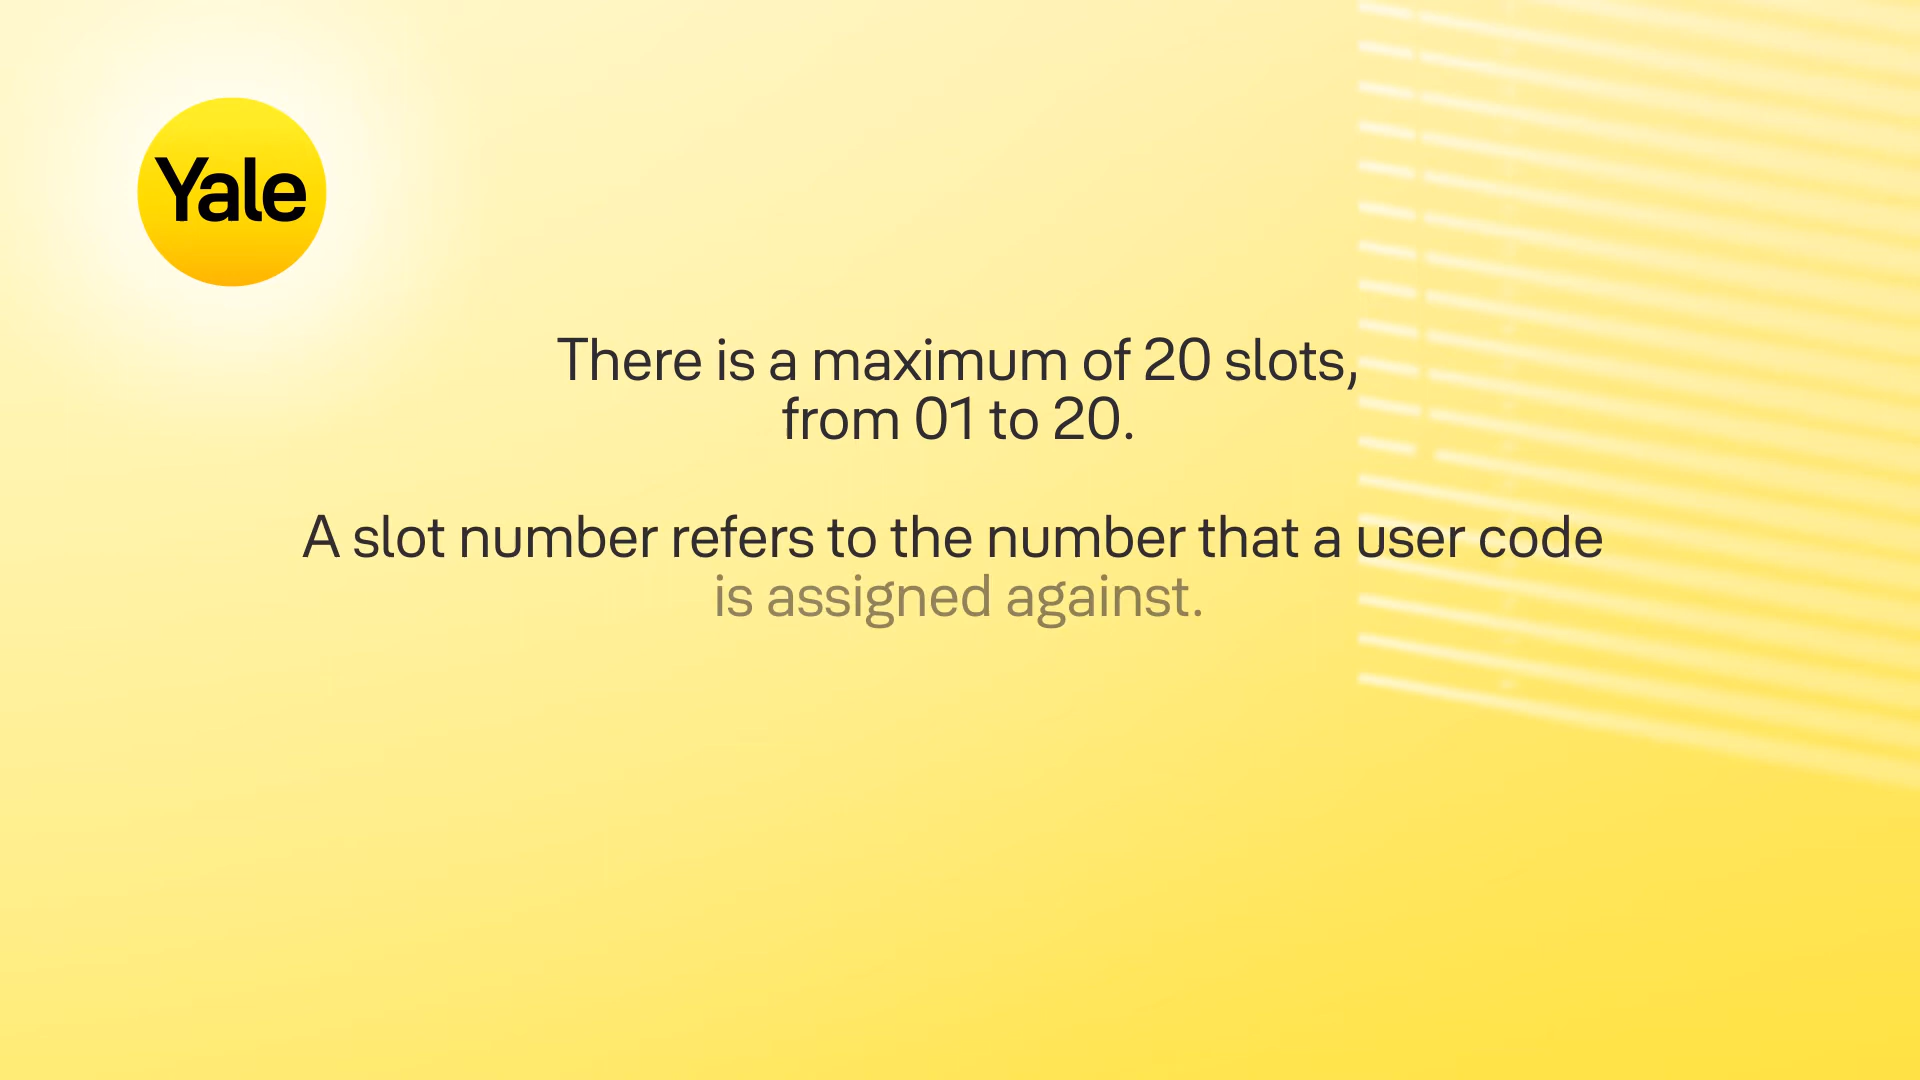 Yale
There is a maximum of 20 slots,
from 01 to 20.
A slot number refers to the number that a user code
is assigned against.